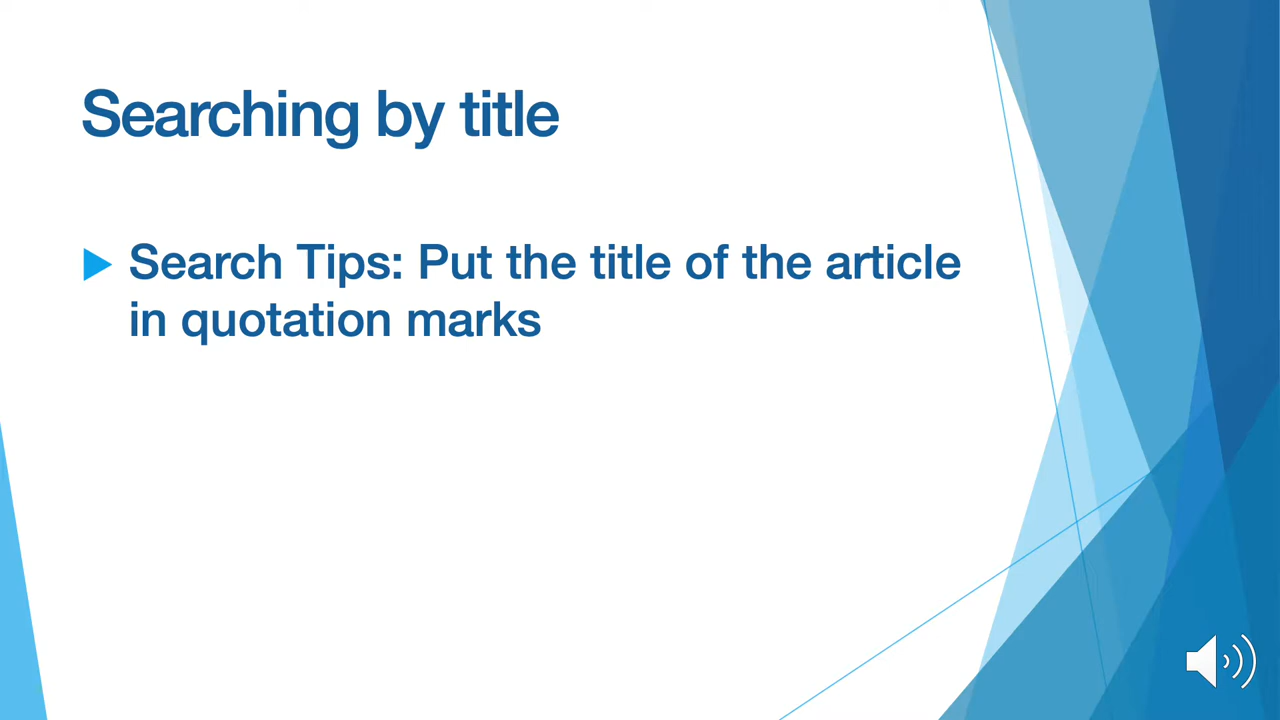 Searching by title
Search Tips: Put the title of the article
in quotation marks